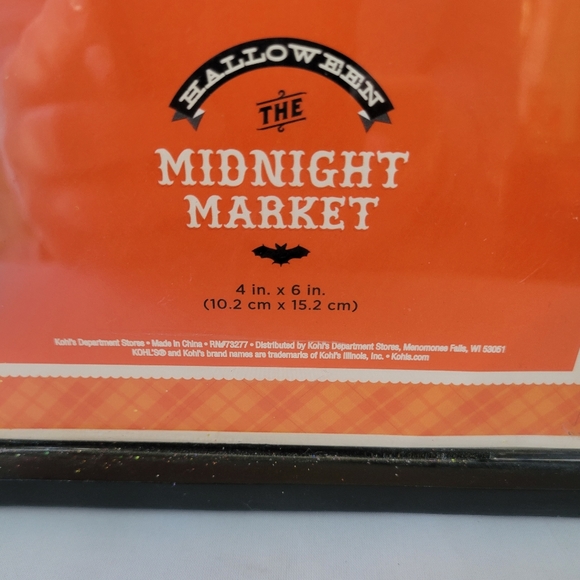 HALLOWEEN
THE
MIDNIGHT
MARKET
4 in. x 6 in.
(10.2 cm x 15.2 cm)
Kohl's Department Stores • Made in China • RN#73277 • Distributed by Kohl's Department Stores, Menomonee Falls, WI 53051
KOHL'S® and Kohl's brand names are trademarks of Kohl's Illinois, Inc. • Kohls.com